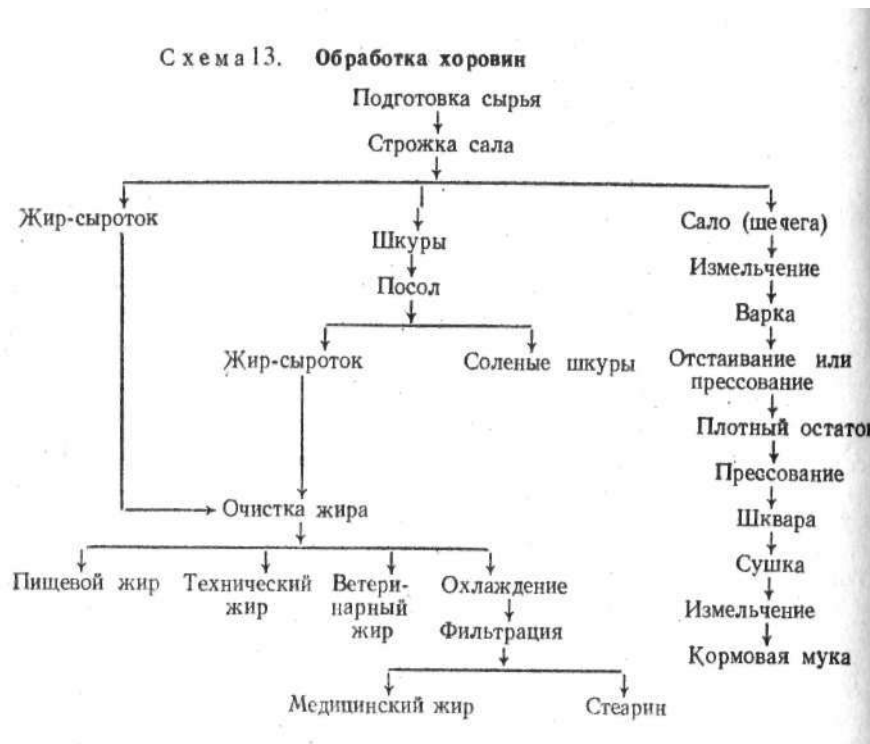 Схема 13. Обработка хоровин
Подготовка сырья
Строжка сала
Жир-сыроток
Шкуры
Сало (шелега)
Посол
Измельчение
Варка
Жир-сыроток
Соленые шкуры
Отстаивание или
прессование
Плотный остаток
Прессование
Очистка жира
Шквара
Сушка
Пищевой жир
Технический
жир
Ветери-
нарный
жир
Охлаждение
Измельчение
Фильтрация
Кормовая мука
Медицинский жир
Стеарин